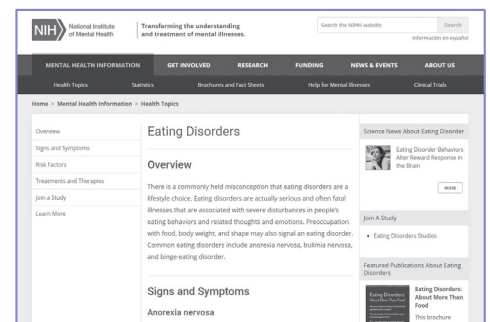 NIH
National Institute
of Mental Health
Transforming the understanding
and treatment of mental illnesses.
Search the NIMH website
Search
Información en español
MENTAL HEALTH INFORMATION
GET INVOLVED
RESEARCH
FUNDING
NEWS & EVENTS
ABOUT US
Health Topics
Statistics
Brochures and Fact Sheets
Help for Mental Illnesses
Clinical Trials
Home > Mental Health Information > Health Topics
Overview
Signs and Symptoms
Risk Factors
Treatments and Therapies
Join a Study
Learn More
Eating Disorders
Overview
There is a commonly held misconception that eating disorders are a
lifestyle choice. Eating disorders are actually serious and often fatal
illnesses that are associated with severe disturbances in people's
eating behaviors and related thoughts and emotions. Preoccupation
with food, body weight, and shape may also signal an eating disorder.
Common eating disorders include anorexia nervosa, bulimia nervosa,
and binge-eating disorder.
Signs and Symptoms
Anorexia nervosa
Science News About Eating Disorder
Eating Disorder Behaviors
Alter Reward Response in
the Brain
MORE
Join A Study
Eating Disorders Studies
Featured Publications About Eating
Disorders
Eating Disorders
About More Than Food
Eating Disorders:
About More Than
Food
This brochure